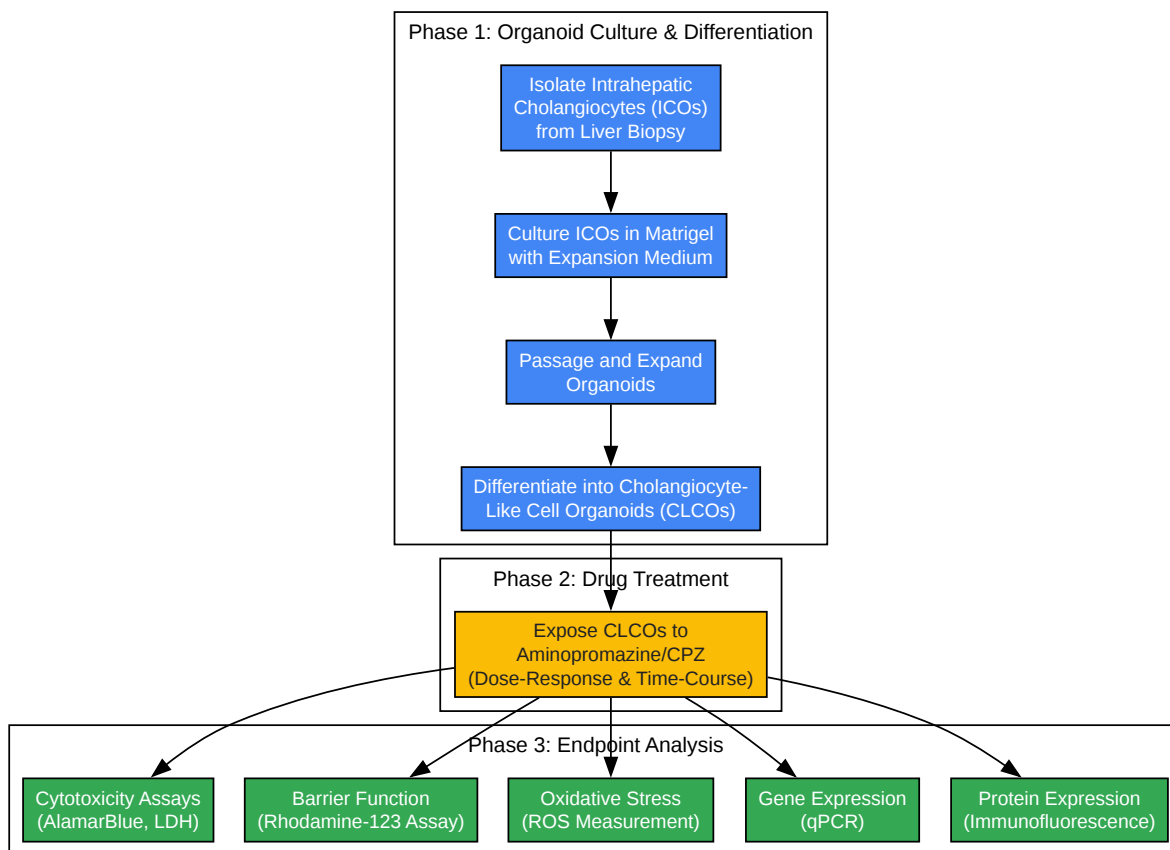 Phase 1: Organoid Culture & Differentiation
Isolate Intrahepatic
Cholangiocytes (ICOs)
from Liver Biopsy
Culture ICOs in Matrigel
with Expansion Medium
Passage and Expand
Organoids
Differentiate into Cholangiocyte-
Like Cell Organoids (CLCOs)
Phase 2: Drug Treatment
Expose CLCOs to
Aminopromazine/CPZ
(Dose-Response & Time-Course)
Phase 3: Endpoint Analysis
Cytotoxicity Assays
(AlamarBlue, LDH)
Barrier Function
(Rhodamine-123 Assay)
Oxidative Stress
(ROS Measurement)
Gene Expression
(qPCR)
Protein Expression
(Immunofluorescence)